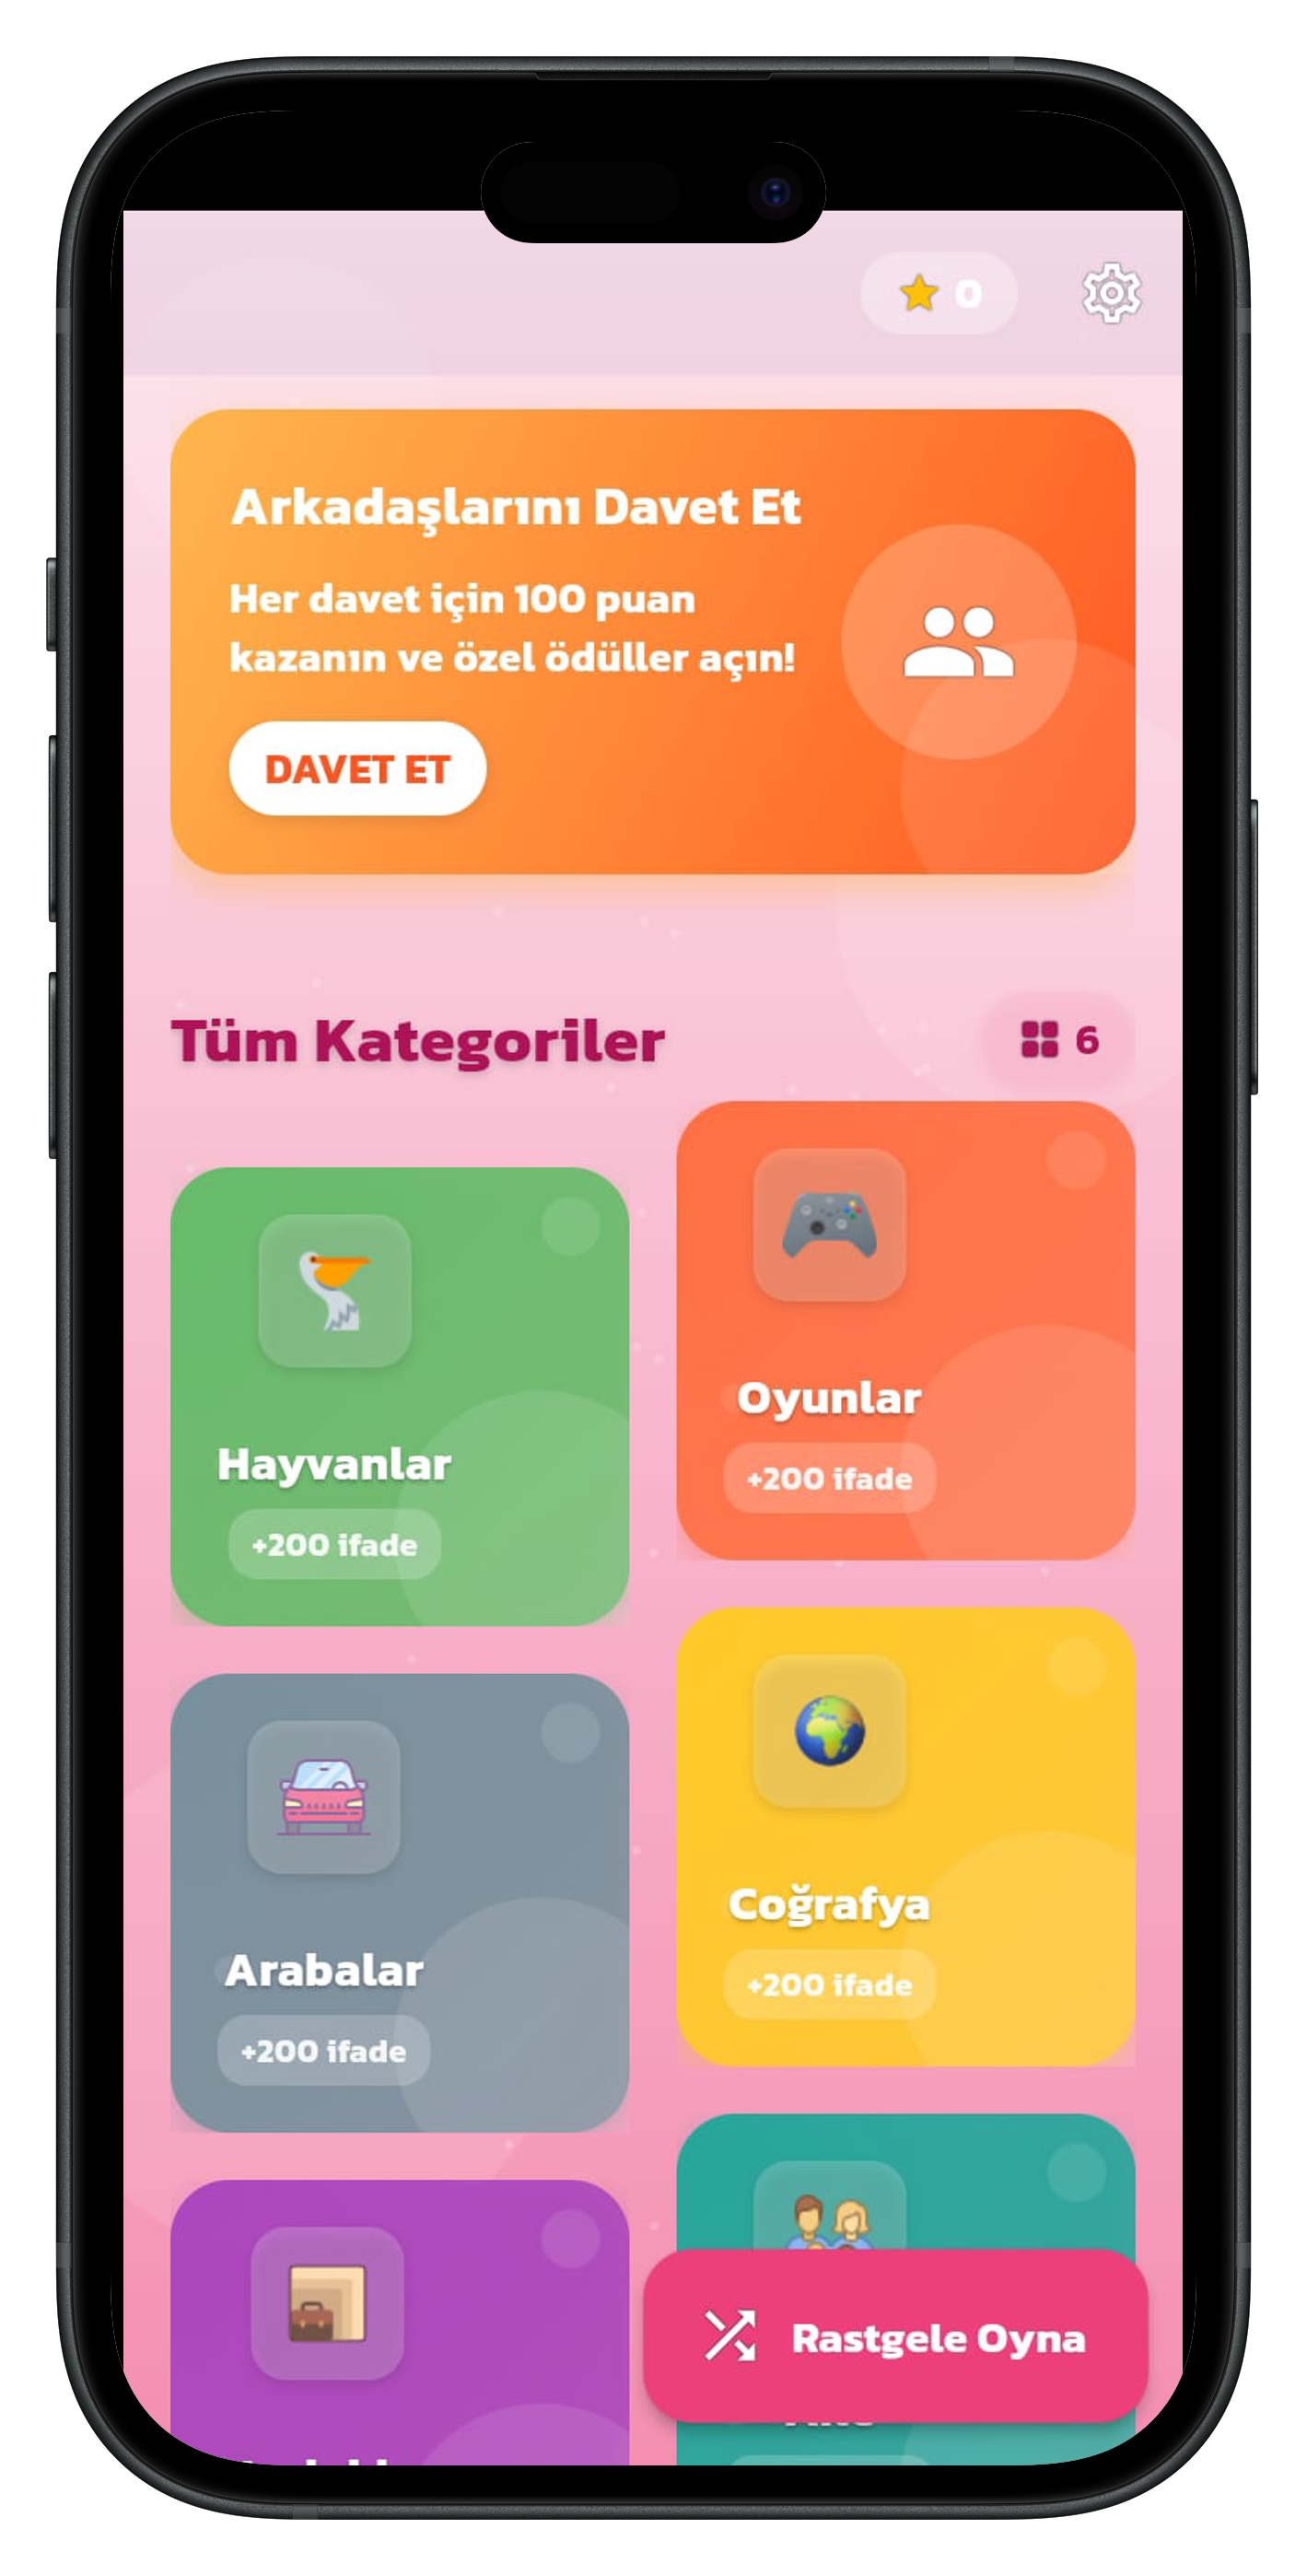 0
Arkadaşlarını Davet Et
Her davet için 100 puan
kazanın ve özel ödüller açın!
DAVET ET
Tüm Kategoriler
6
Oyunlar
+200 ifade
Hayvanlar
+200 ifade
Coğrafya
+200 ifade
Arabalar
+200 ifade
Rastgele Oyna